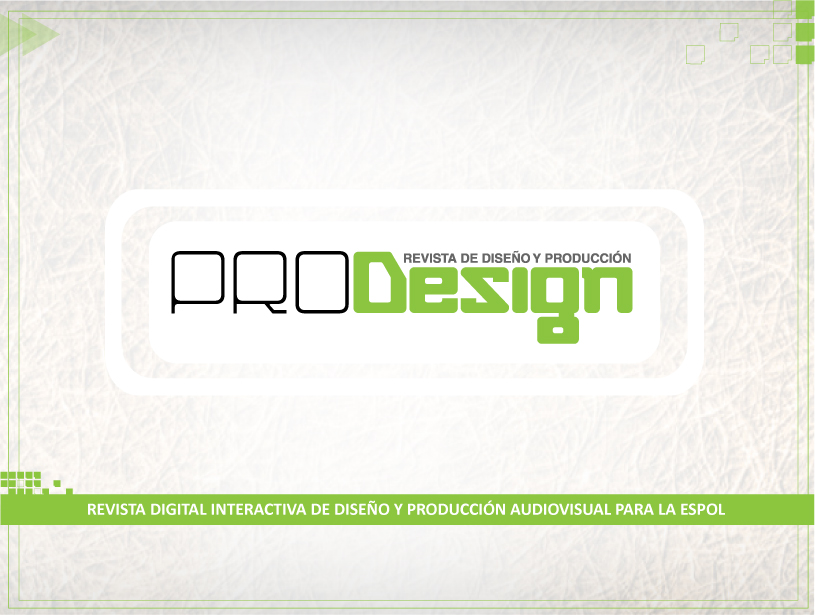 REVISTA DE DISEÑO Y PRODUCCIÓN
PRODesign
REVISTA DIGITAL INTERACTIVA DE DISEÑO Y PRODUCCIÓN AUDIOVISUAL PARA LA ESPOL